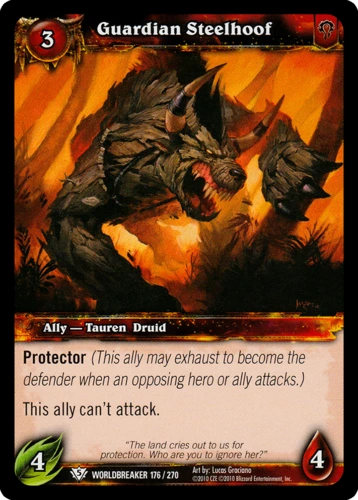 3
Guardian Steelhoof
Ally — Tauren Druid
Protector (This ally may exhaust to become the
defender when an opposing hero or ally attacks.)
This ally can't attack.
"The land cries out to us for
protection. Who are you to ignore her?"
4
5
WORLDBREAKER 176 / 270
Art by: Lucas Graciano
©2010 CZE ©2010 Blizzard Entertainment, Inc.
4